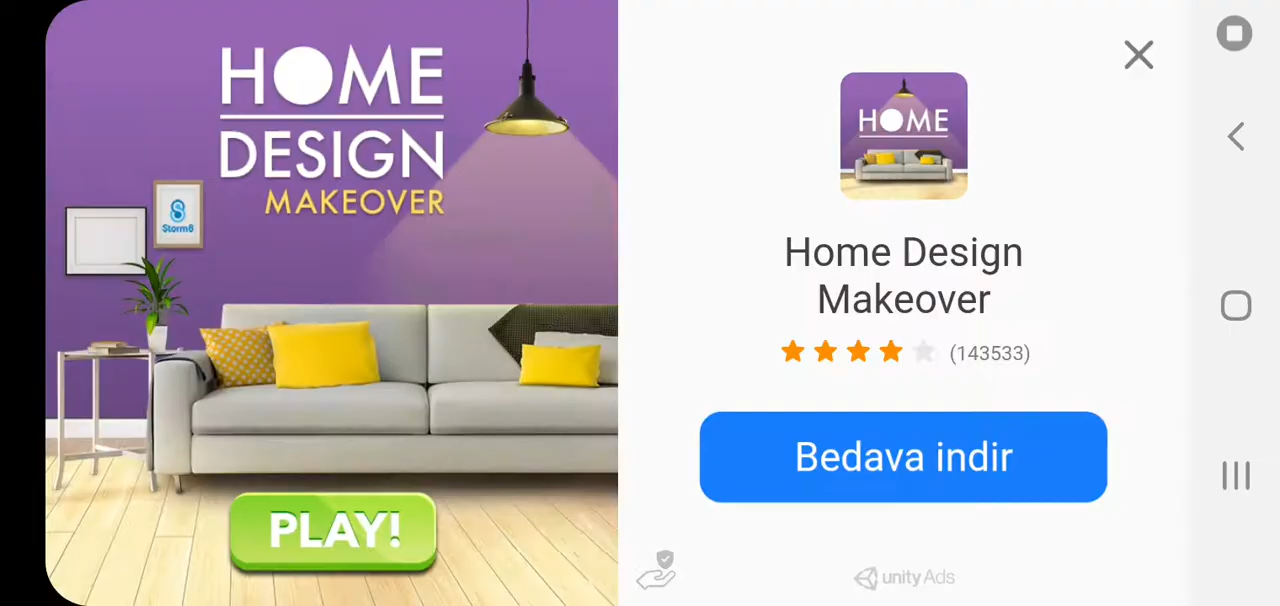 HOME
DESIGN
MAKEOVER
Storm8
PLAY!
HOME
Home Design
Makeover
(143533)
Bedava indir
unity Ads